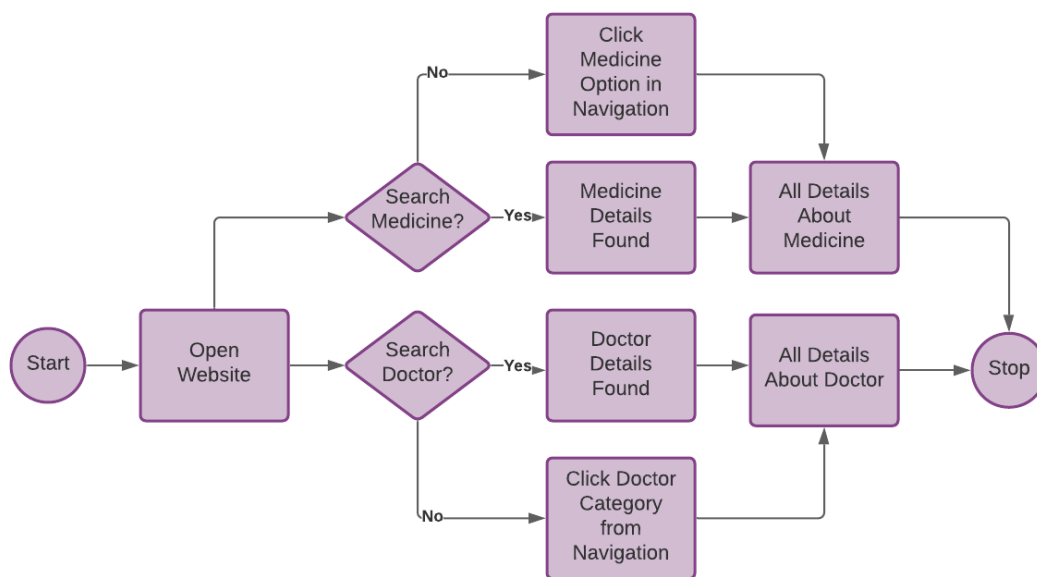 Click
Medicine
Option in
Navigation
No
Search
Medicine?
Yes
Medicine
Details
Found
All Details
About
Medicine
Start
Open
Website
Search
Doctor?
Yes
Doctor
Details
Found
All Details
About Doctor
Stop
No
Click Doctor
Category
from
Navigation